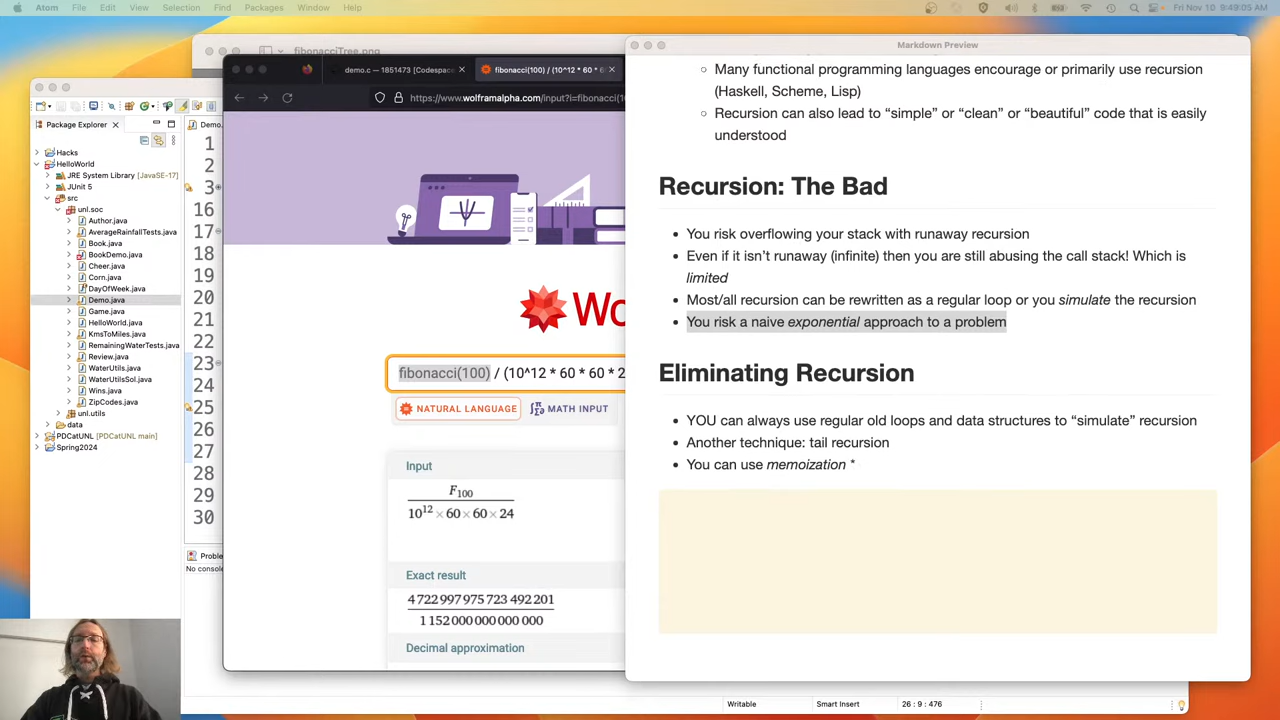 Atom File Edit View Selection Find Packages Window Help
Fri Nov 10 9:49:05 AM
fibonacciTree.png
Markdown Preview
demo.c — 1851473 [Codespac
fibonacci(100) / (10^12 * 60 * 6
https://www.wolframalpha.com/input?i=fibonacci(10
Package Explorer
Demo.
Hacks
HelloWorld
JRE System Library [JavaSE-17]
JUnit 5
src
unl.soc
Author.java
AverageRainfallTests.java
Book.java
BookDemo.java
Cheer.java
Corn.java
DayOfWeek.java
Demo.java
Game.java
HelloWorld.java
KmsToMiles.java
RemainingWaterTests.java
Review.java
WaterUtils.java
WaterUtilsSol.java
Wins.java
ZipCodes.java
unl.utils
data
PDCatUNL [PDCatUNL main]
Spring2024
1
2
3
16
17
18
19
20
21
22
23
24
25
26
27
28
29
30
Proble
No console
Wo
fibonacci(100) / (10^12 * 60 * 60 * 2
NATURAL LANGUAGE
MATH INPUT
Input
F100
10^12 × 60 × 60 × 24
Exact result
4 722 997 975 723 492 201
1 152 000 000 000 000
Decimal approximation
◦ Many functional programming languages encourage or primarily use recursion
(Haskell, Scheme, Lisp)
◦ Recursion can also lead to “simple” or “clean” or “beautiful” code that is easily
understood
Recursion: The Bad
• You risk overflowing your stack with runaway recursion
• Even if it isn’t runaway (infinite) then you are still abusing the call stack! Which is
limited
• Most/all recursion can be rewritten as a regular loop or you simulate the recursion
• You risk a naive exponential approach to a problem
Eliminating Recursion
• YOU can always use regular old loops and data structures to “simulate” recursion
• Another technique: tail recursion
• You can use memoization *
Writable
Smart Insert
26 : 9 : 476